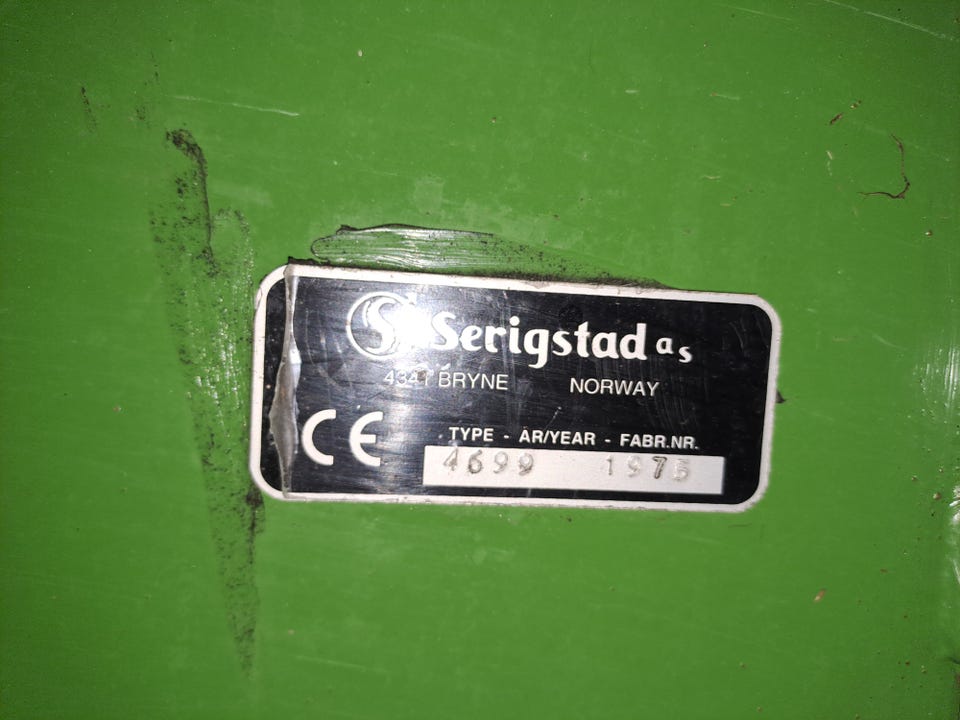 Serigstad as
4341 BRYNE NORWAY
CE
TYPE - AR/YEAR - FABR.NR.
4699 1975